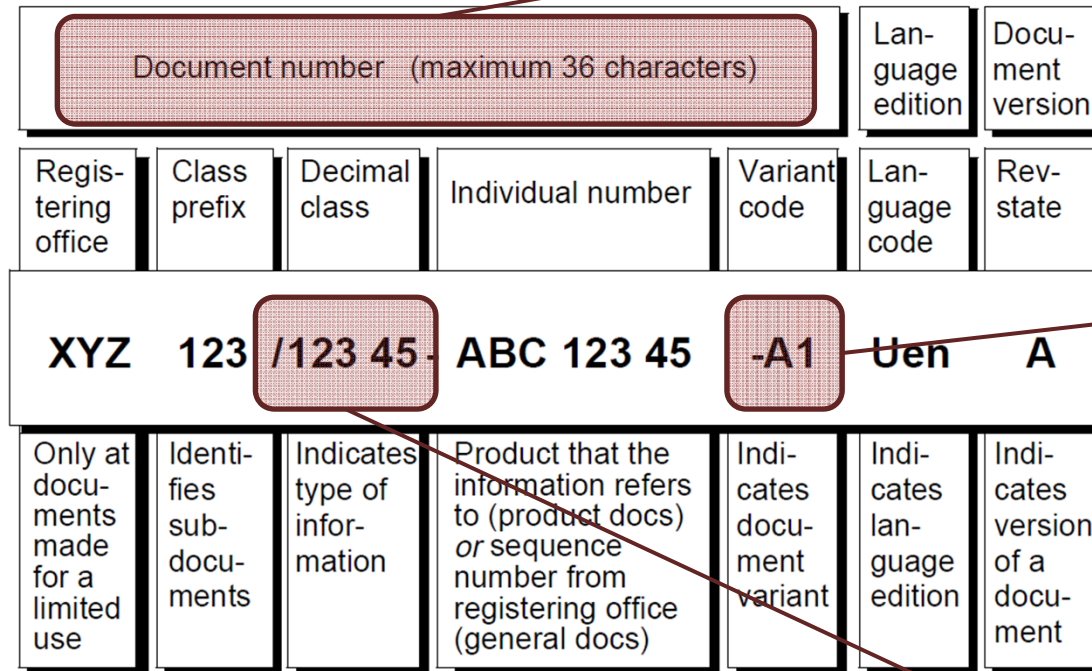 Document number (maximum 36 characters)
Lan-
guage
edition
Docu-
ment
version
Regis-
tering
office
Class
prefix
Decimal
class
Individual number
Variant
code
Lan-
guage
code
Rev-
state
XYZ 123 /123 45 - ABC 123 45 -A1 Uen A
Only at
docu-
ments
made
for a
limited
use
Identi-
fies
sub-
docu-
ments
Indicates
type of
infor-
mation
Product that the
information refers
to (product docs)
or sequence
number from
registering office
(general docs)
Indi-
cates
docu-
ment
variant
Indi-
cates
lan-
guage
edition
Indi-
cates
version
of a
docu-
ment